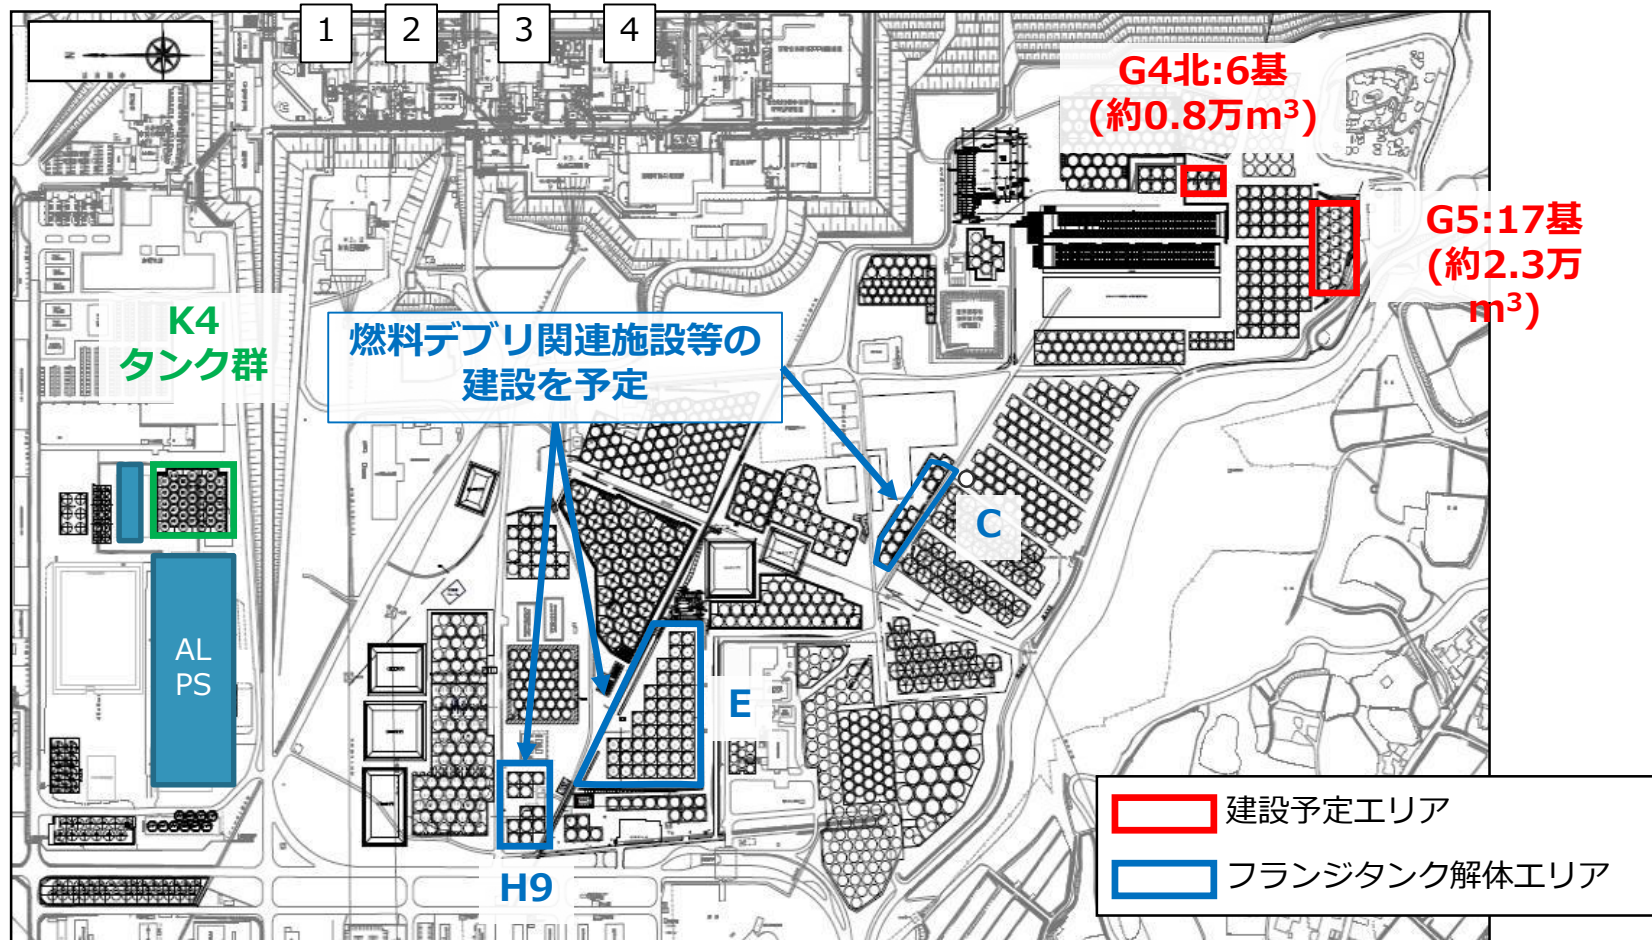 1
2
3
4
N
G4北:6基
(約0.8万m³)
G5:17基
(約2.3万
m³)
K4
タンク群
燃料デブリ関連施設等の
建設を予定
C
AL
PS
E
H9
建設予定エリア
フランジタンク解体エリア